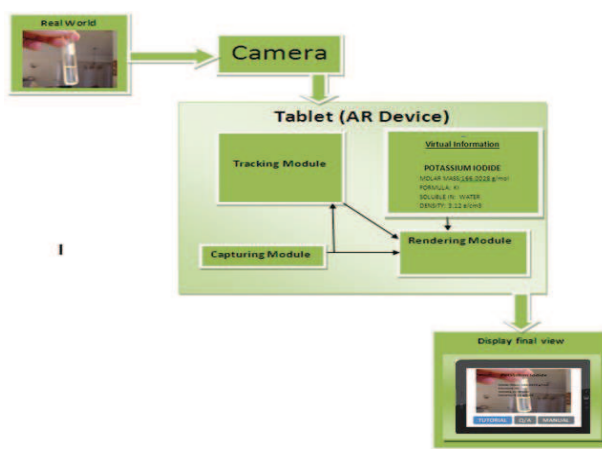 Real World
Camera
Tablet (AR Device)
Tracking Module
Virtual Information
POTASSIUM IODIDE
MOLAR MASS:166.0028 g/mol
FORMULA: KI
SOLUBLE IN: WATER
DENSITY: 3.12 g/cm3
Capturing Module
Rendering Module
I
Display final view
TUTORIAL
Q/A
MANUAL